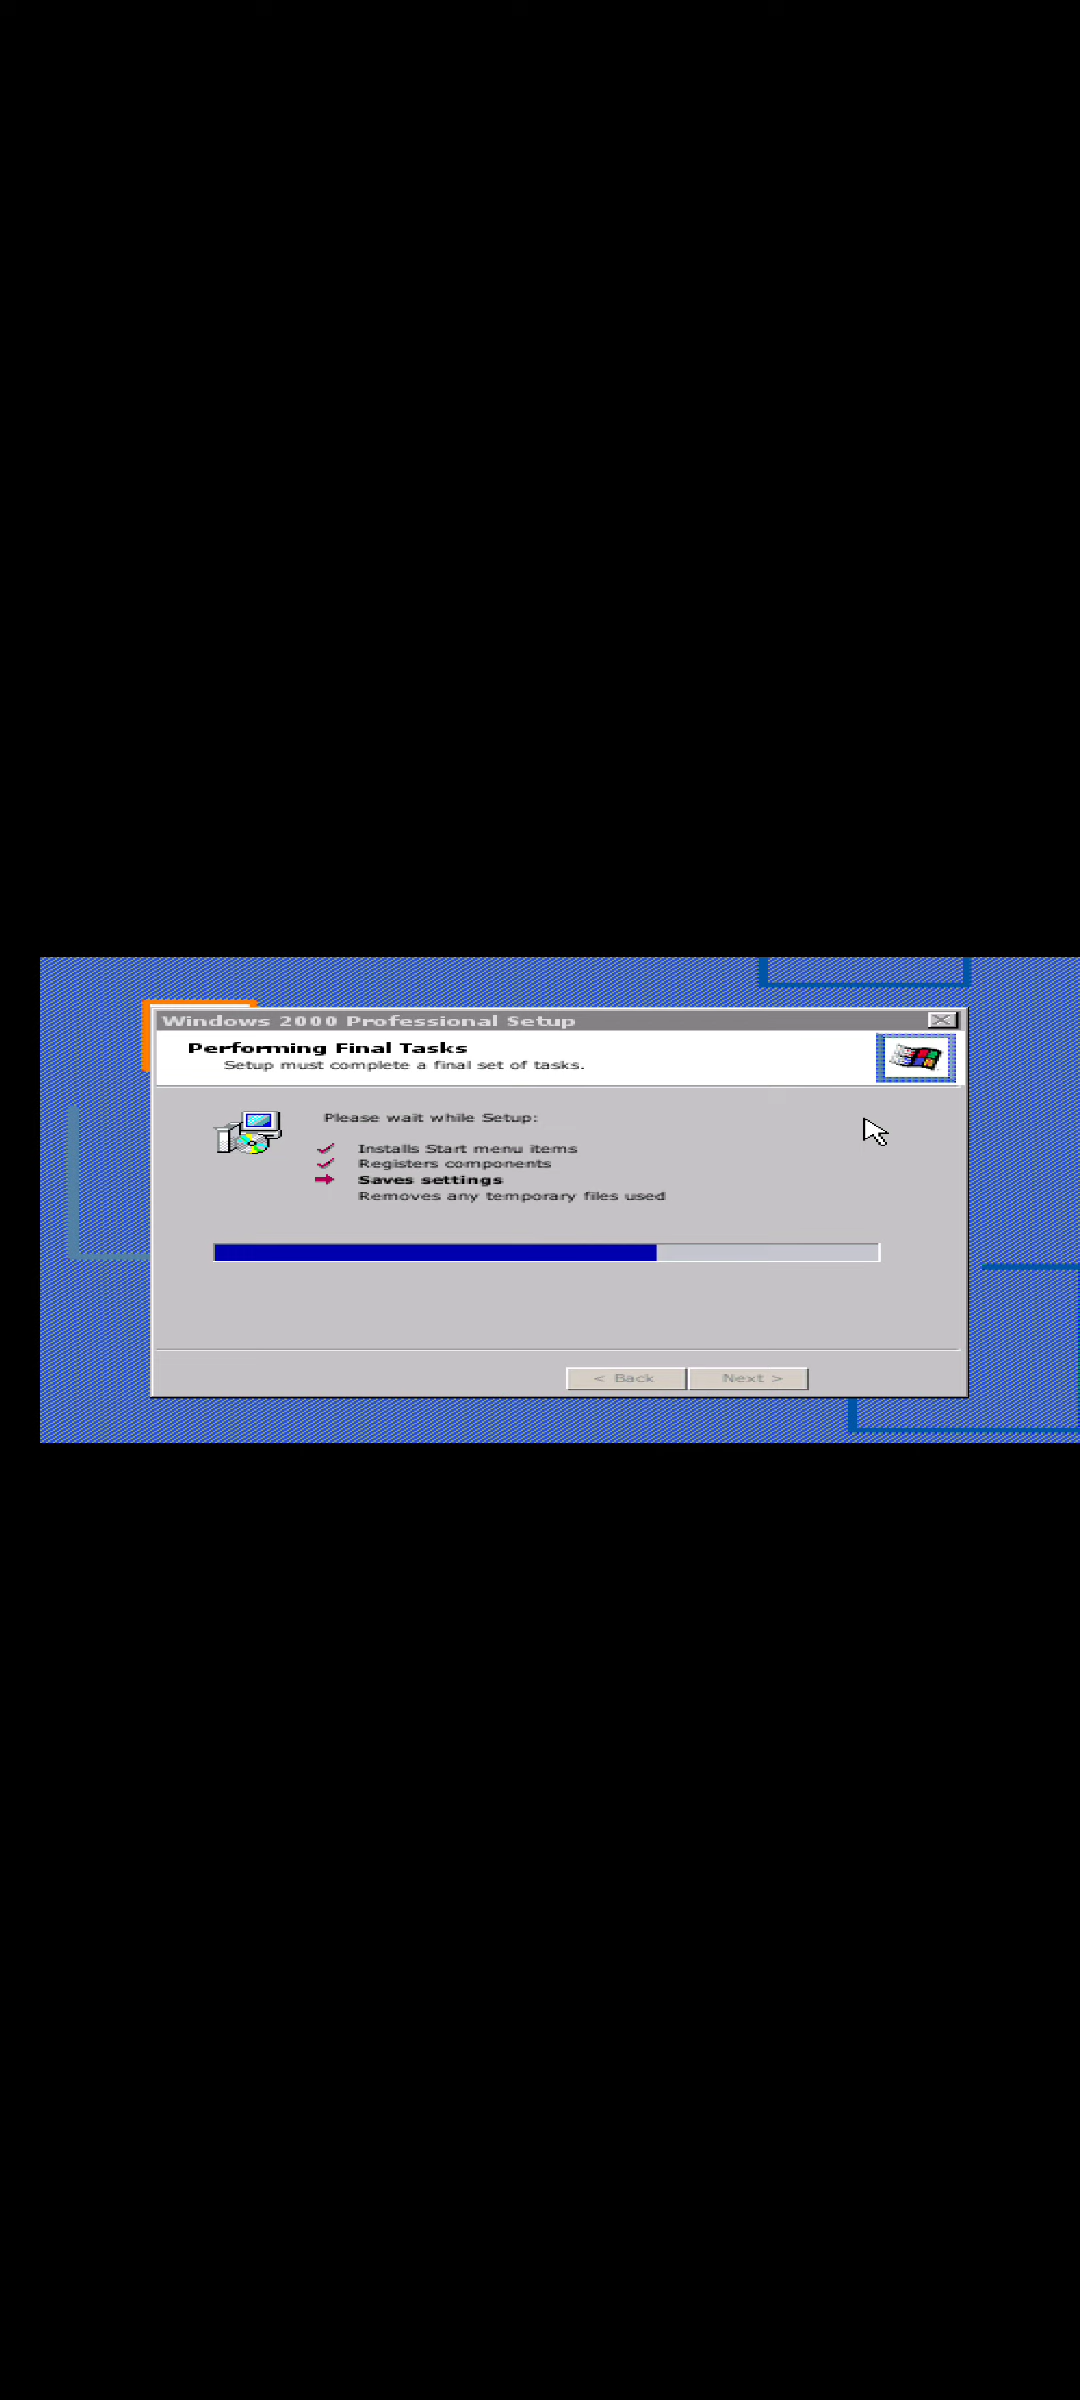 Windows 2000 Professional Setup
Performing Final Tasks
Setup must complete a final set of tasks.
Please wait while Setup:
Installs Start menu items
Registers components
Saves settings
Removes any temporary files used
< Back
Next >